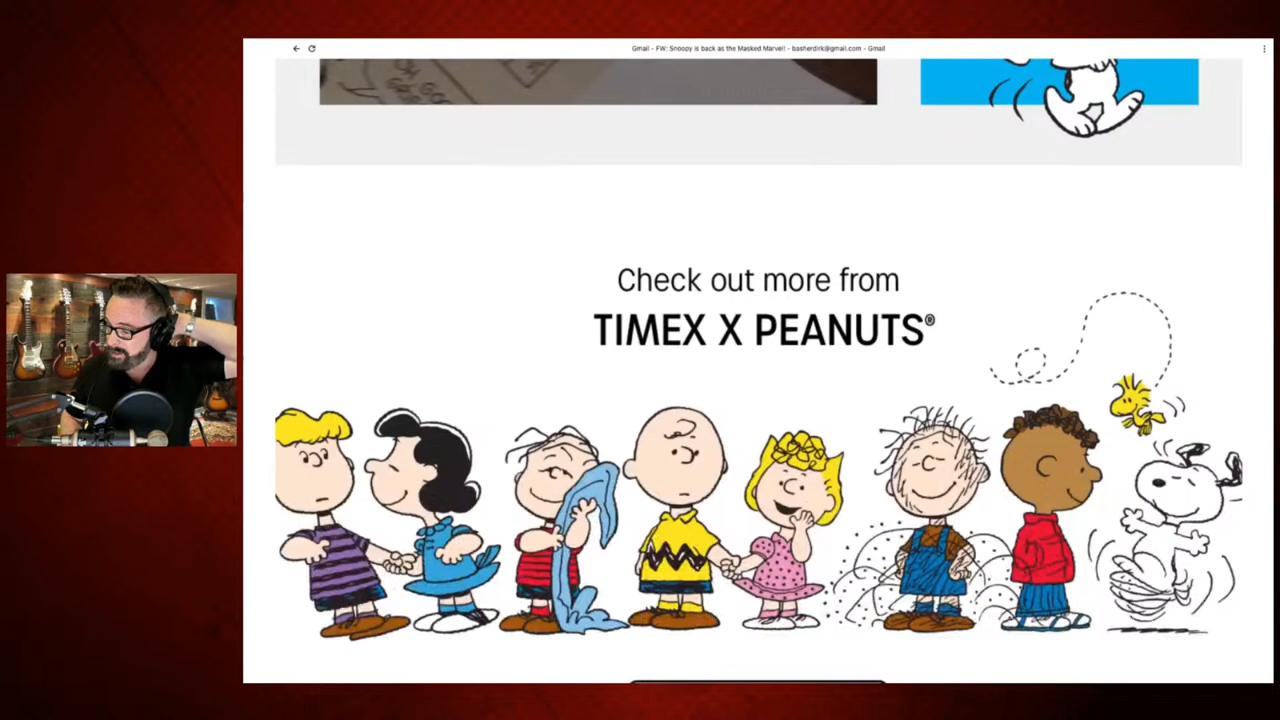 Gmail - FW: Snoopy is back as the Masked Marvel! - basherdirk@gmail.com - Gmail
Check out more from
TIMEX X PEANUTS®